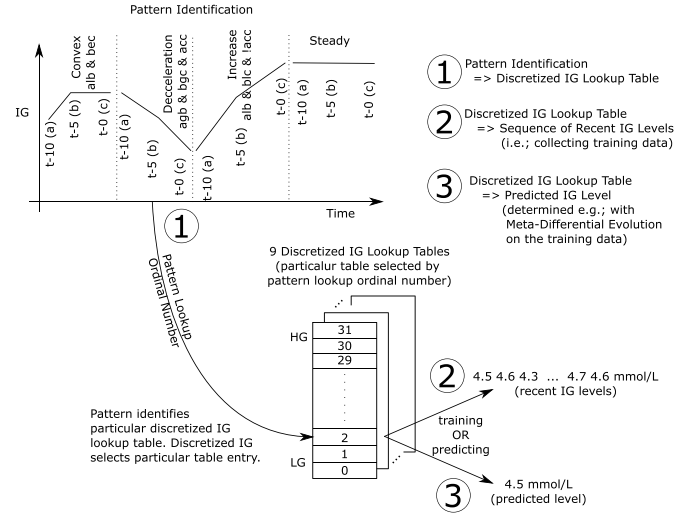 Pattern Identification
Convex
alb & bec
Decceleration
agb & bgc & acc
Increase
alb & blc & !acc
Steady
IG
t-10 (a)
t-5 (b)
t-0 (c)
t-10 (a)
t-5 (b)
t-0 (c)
t-10 (a)
t-5 (b)
t-0 (c)
t-10 (a)
t-5 (b)
t-0 (c)
Time
1 Pattern Identification
=> Discretized IG Lookup Table
2 Discretized IG Lookup Table
=> Sequence of Recent IG Levels
(i.e.; collecting training data)
3 Discretized IG Lookup Table
=> Predicted IG Level
(determined e.g.; with
Meta-Differential Evolution
on the training data)
1
Pattern Lookup
Ordinal Number
9 Discretized IG Lookup Tables
(particalur table selected by
pattern lookup ordinal number)
HG
31
30
29
2
1
LG
0
Pattern identifies
particular discretized IG
lookup table. Discretized IG
selects particular table entry.
2 4.5 4.6 4.3 ... 4.7 4.6 mmol/L
(recent IG levels)
training
OR
predicting
3 4.5 mmol/L
(predicted level)